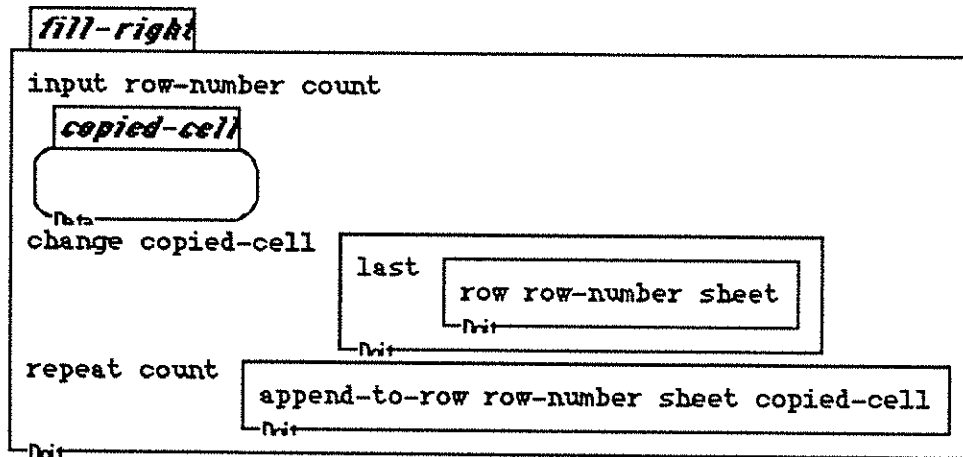 fill-right
input row-number count
copied-cell
Data
change copied-cell
last
row row-number sheet
Doit
Doit
repeat count
append-to-row row-number sheet copied-cell
Doit
Doit